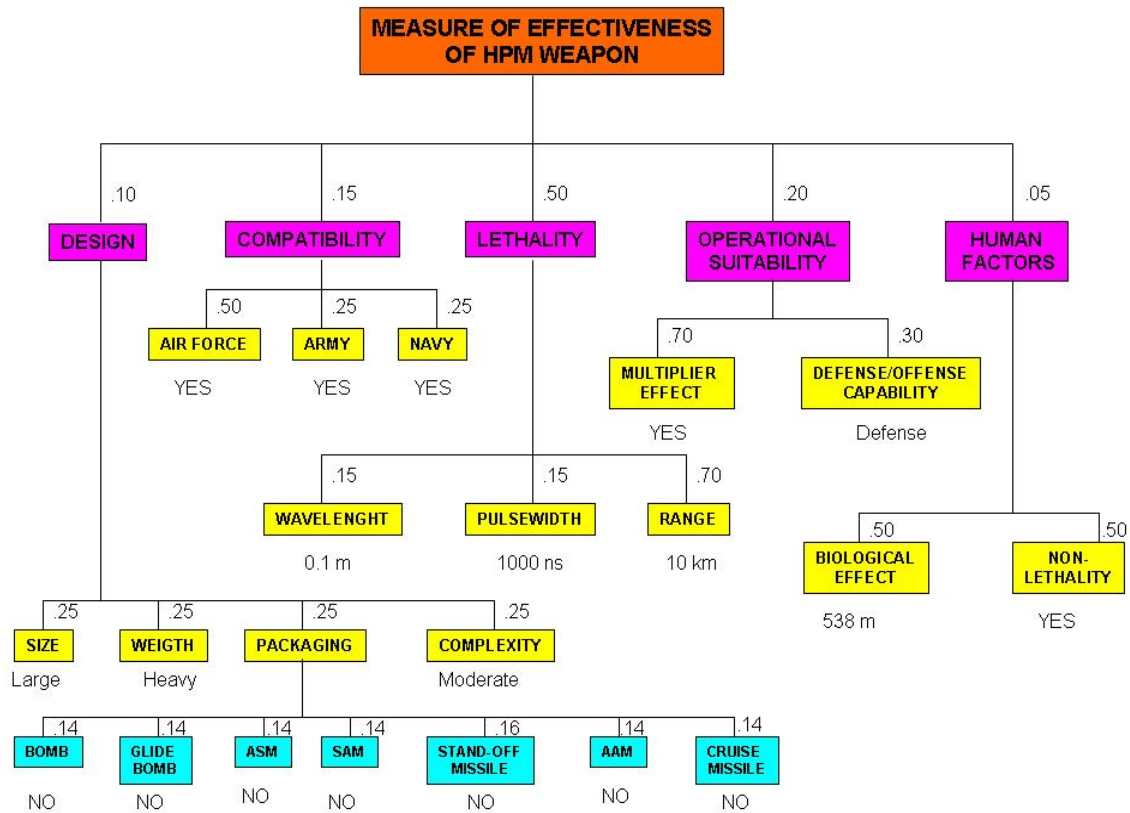 MEASURE OF EFFECTIVENESS
OF HPM WEAPON
.10
.15
.50
.20
.05
DESIGN
COMPATIBILITY
LETHALITY
OPERATIONAL
SUITABILITY
HUMAN
FACTORS
.50
.25
.25
AIR FORCE
ARMY
NAVY
YES
YES
YES
.70
.30
MULTIPLIER
EFFECT
DEFENSE/OFFENSE
CAPABILITY
YES
Defense
.15
.15
.70
WAVELENGHT
PULSEWIDTH
RANGE
0.1 m
1000 ns
10 km
.50
.50
BIOLOGICAL
EFFECT
NON-
LETHALITY
538 m
YES
.25
.25
.25
.25
SIZE
WEIGTH
PACKAGING
COMPLEXITY
Large
Heavy
Moderate
.14
.14
.14
.14
.16
.14
.14
BOMB
GLIDE
BOMB
ASM
SAM
STAND-OFF
MISSILE
AAM
CRUISE
MISSILE
NO
NO
NO
NO
NO
NO
NO